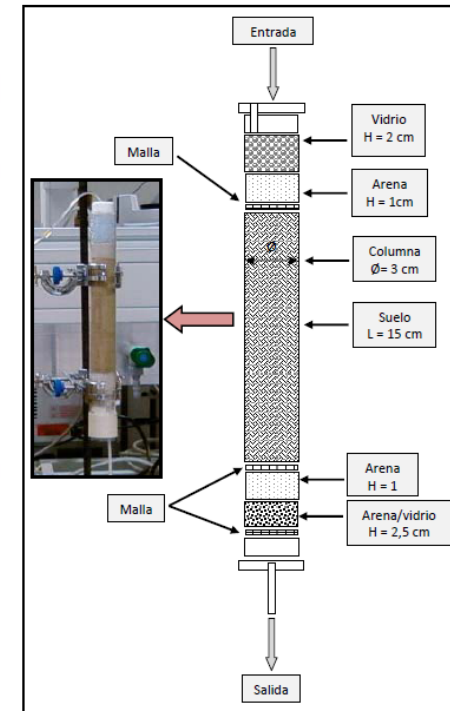 Entrada
Vidrio
H = 2 cm
Malla
Arena
H = 1cm
Ø
Columna
Ø= 3 cm
Suelo
L = 15 cm
Arena
H = 1
Malla
Arena/vidrio
H = 2,5 cm
Salida